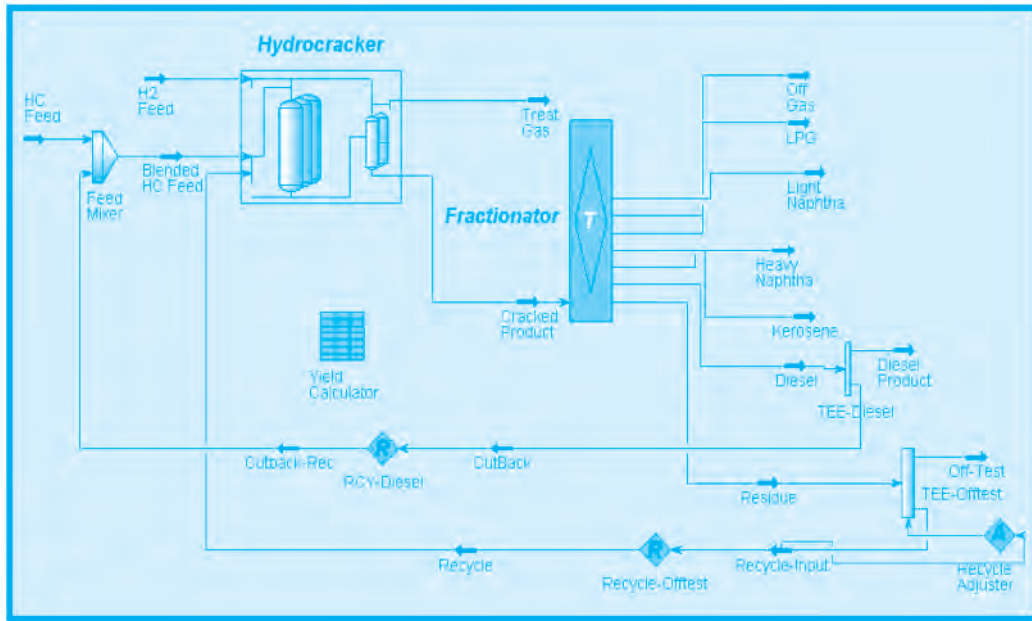 Hydrocracker
HC
Feed
H2
Feed
Blended
HC Feed
Feed
Mixer
Treat
Gas
Off
Gas
LPG
Light
Naphtha
Fractionator
T
Heavy
Naphtha
Cracked
Product
Kerosene
Yield
Calculator
Diesel
Diesel
Product
TEE-Diesel
Cutback-Rec
R
RCY-Diesel
CutBack
Residue
Off-Test
TEE-Offtest
Recycle
R
Recycle-Offtest
Recycle-Input
A
Recycle
Adjuster